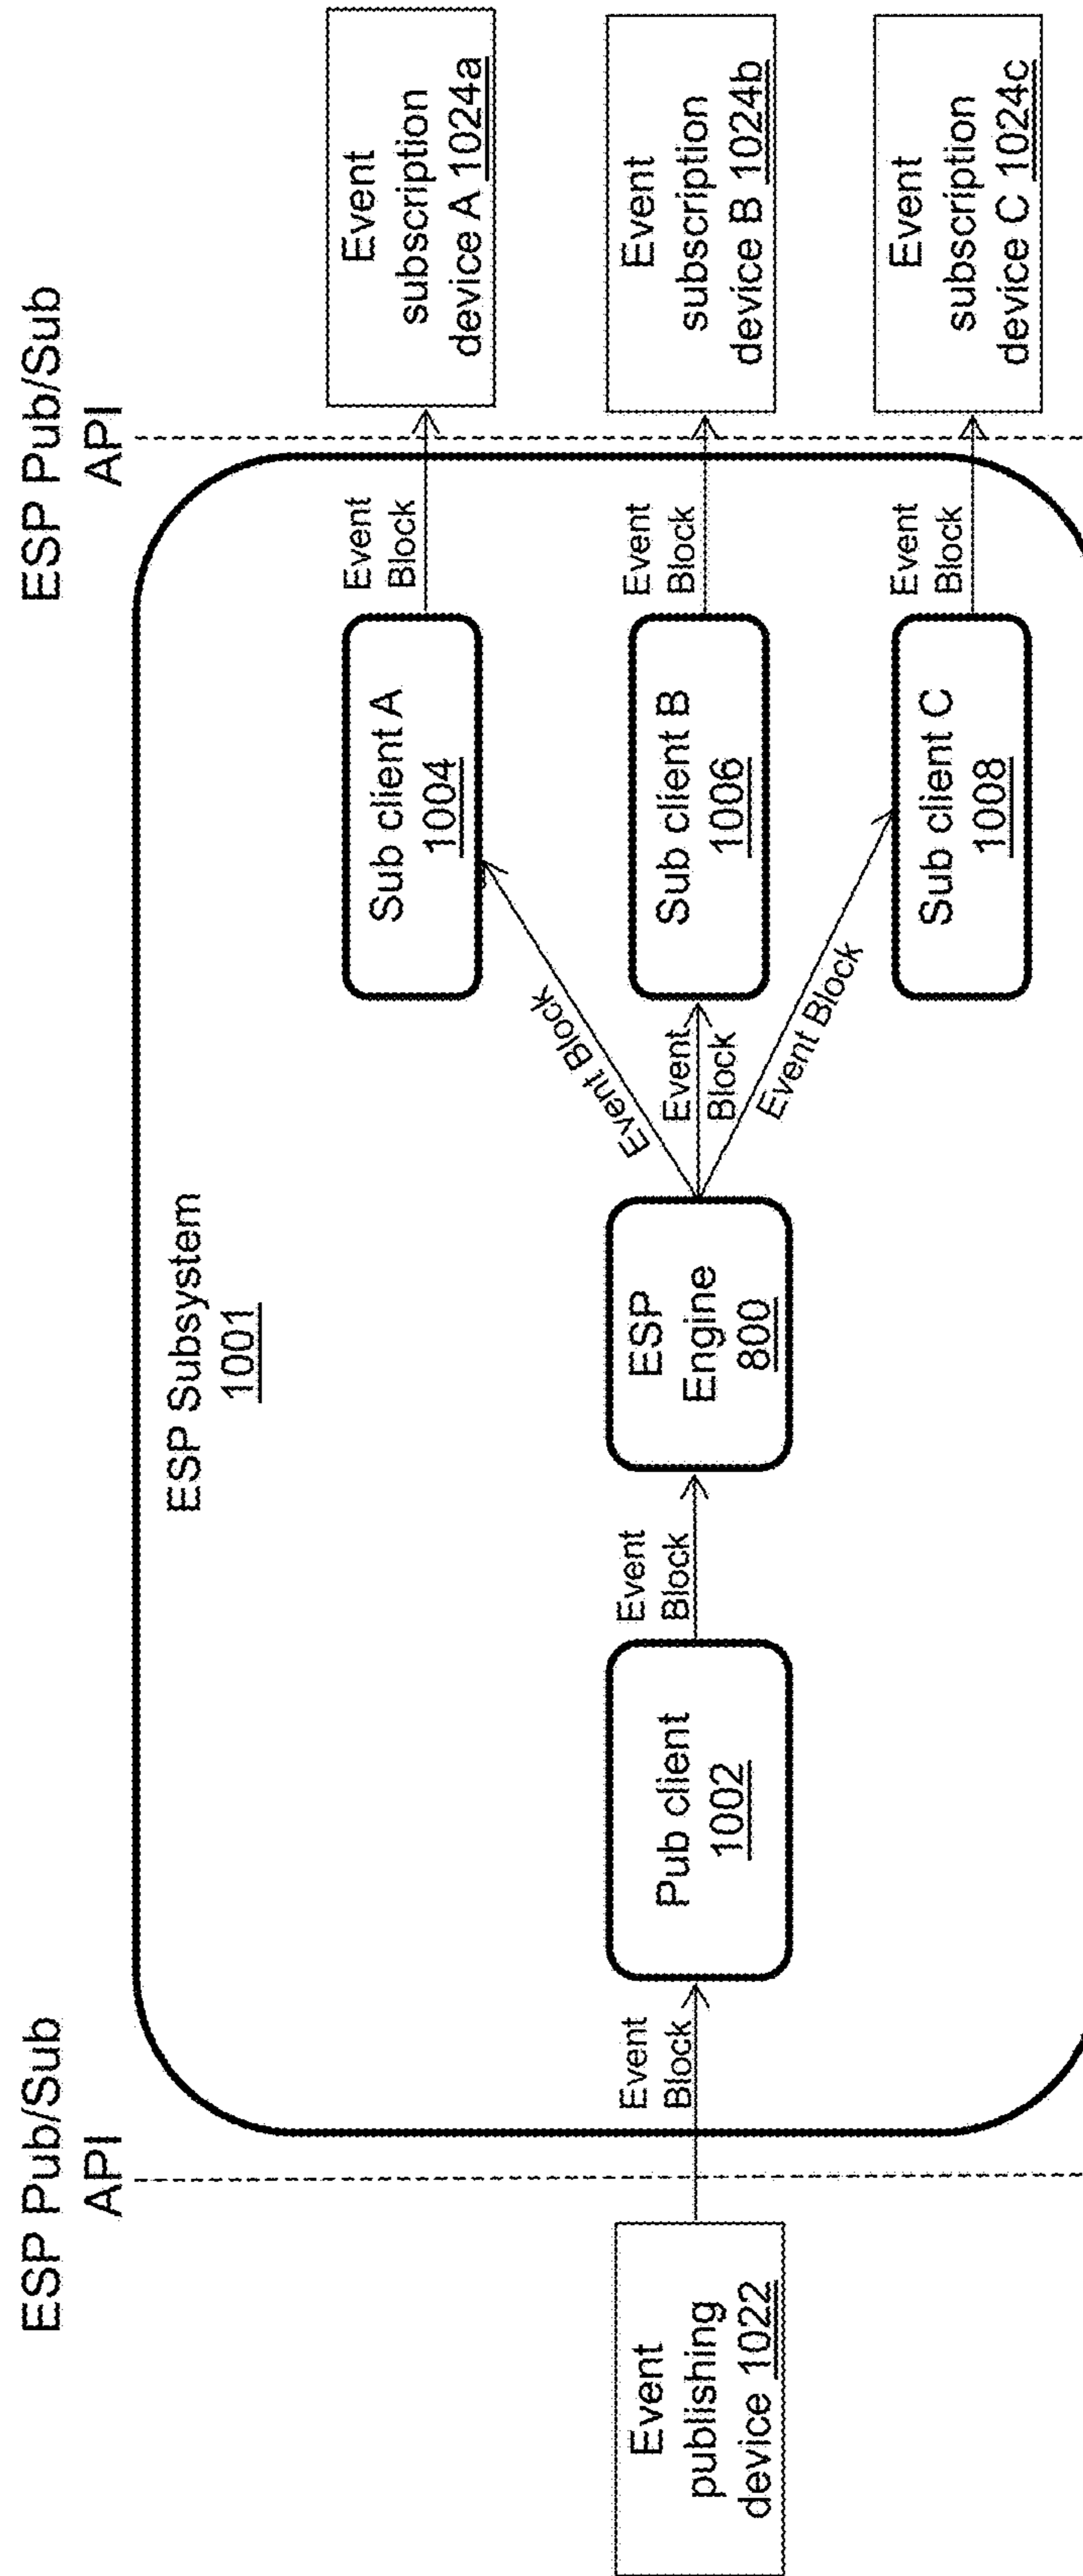 ESP Pub/Sub
API
ESP Pub/Sub
API
ESP Subsystem
1001
Event
publishing
device 1022
Event
Block
Pub client
1002
Event
Block
ESP
Engine
800
Event Block
Event
Block
Event Block
Sub client A
1004
Sub client B
1006
Sub client C
1008
Event
Block
Event
Block
Event
Block
Event
subscription
device A 1024a
Event
subscription
device B 1024b
Event
subscription
device C 1024c